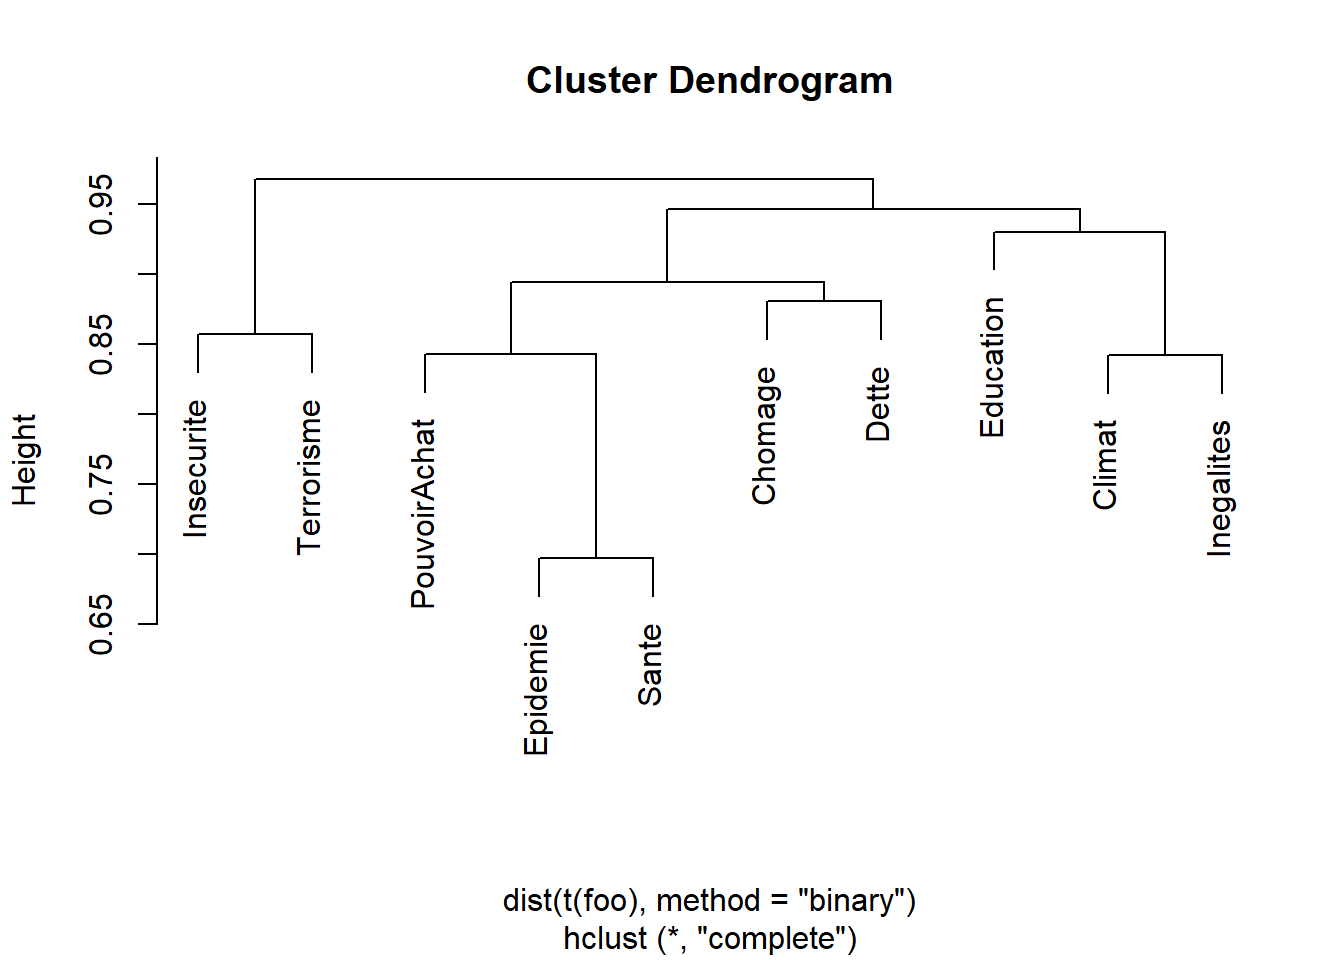 Cluster Dendrogram
Height
0.95
0.85
0.75
0.65
Insecurite
Terrorisme
PouvoirAchat
Epidemie
Sante
Chomage
Dette
Education
Climat
Inegalites
dist(t(foo), method = "binary")
hclust (*, "complete")